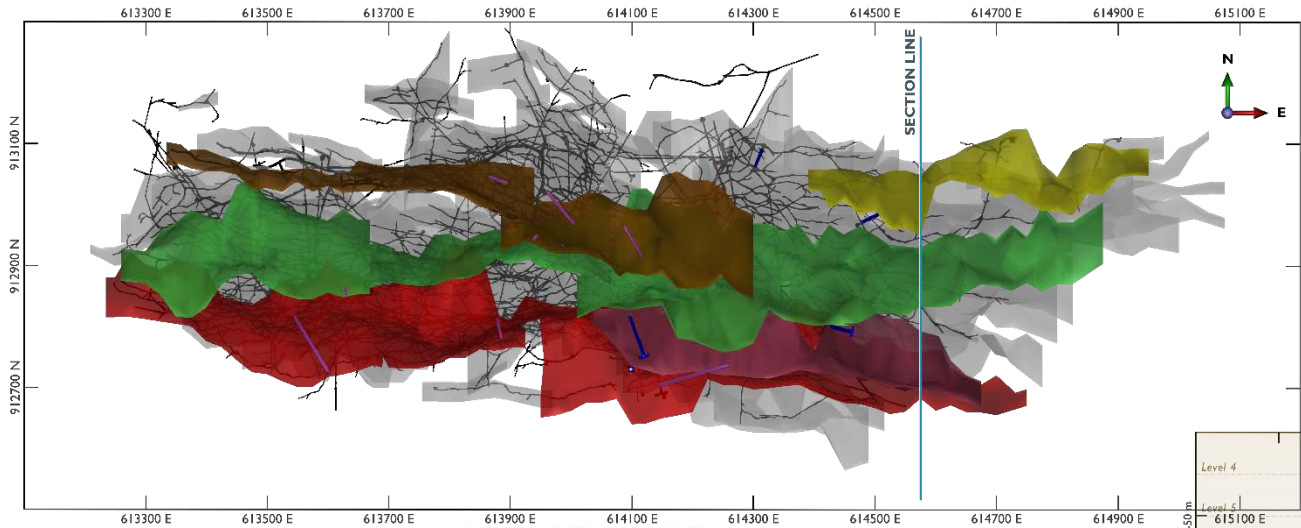 613300 E 613500 E 613700 E 613900 E 614100 E 614300 E 614500 E 614700 E 614900 E 615100 E
SECTION LINE
N
E
913100 N
912900 N
912700 N
Level 4
Level 5
-50 m
613300 E 613500 E 613700 E 613900 E 614100 E 614300 E 614500 E 614700 E 614900 E 615100 E